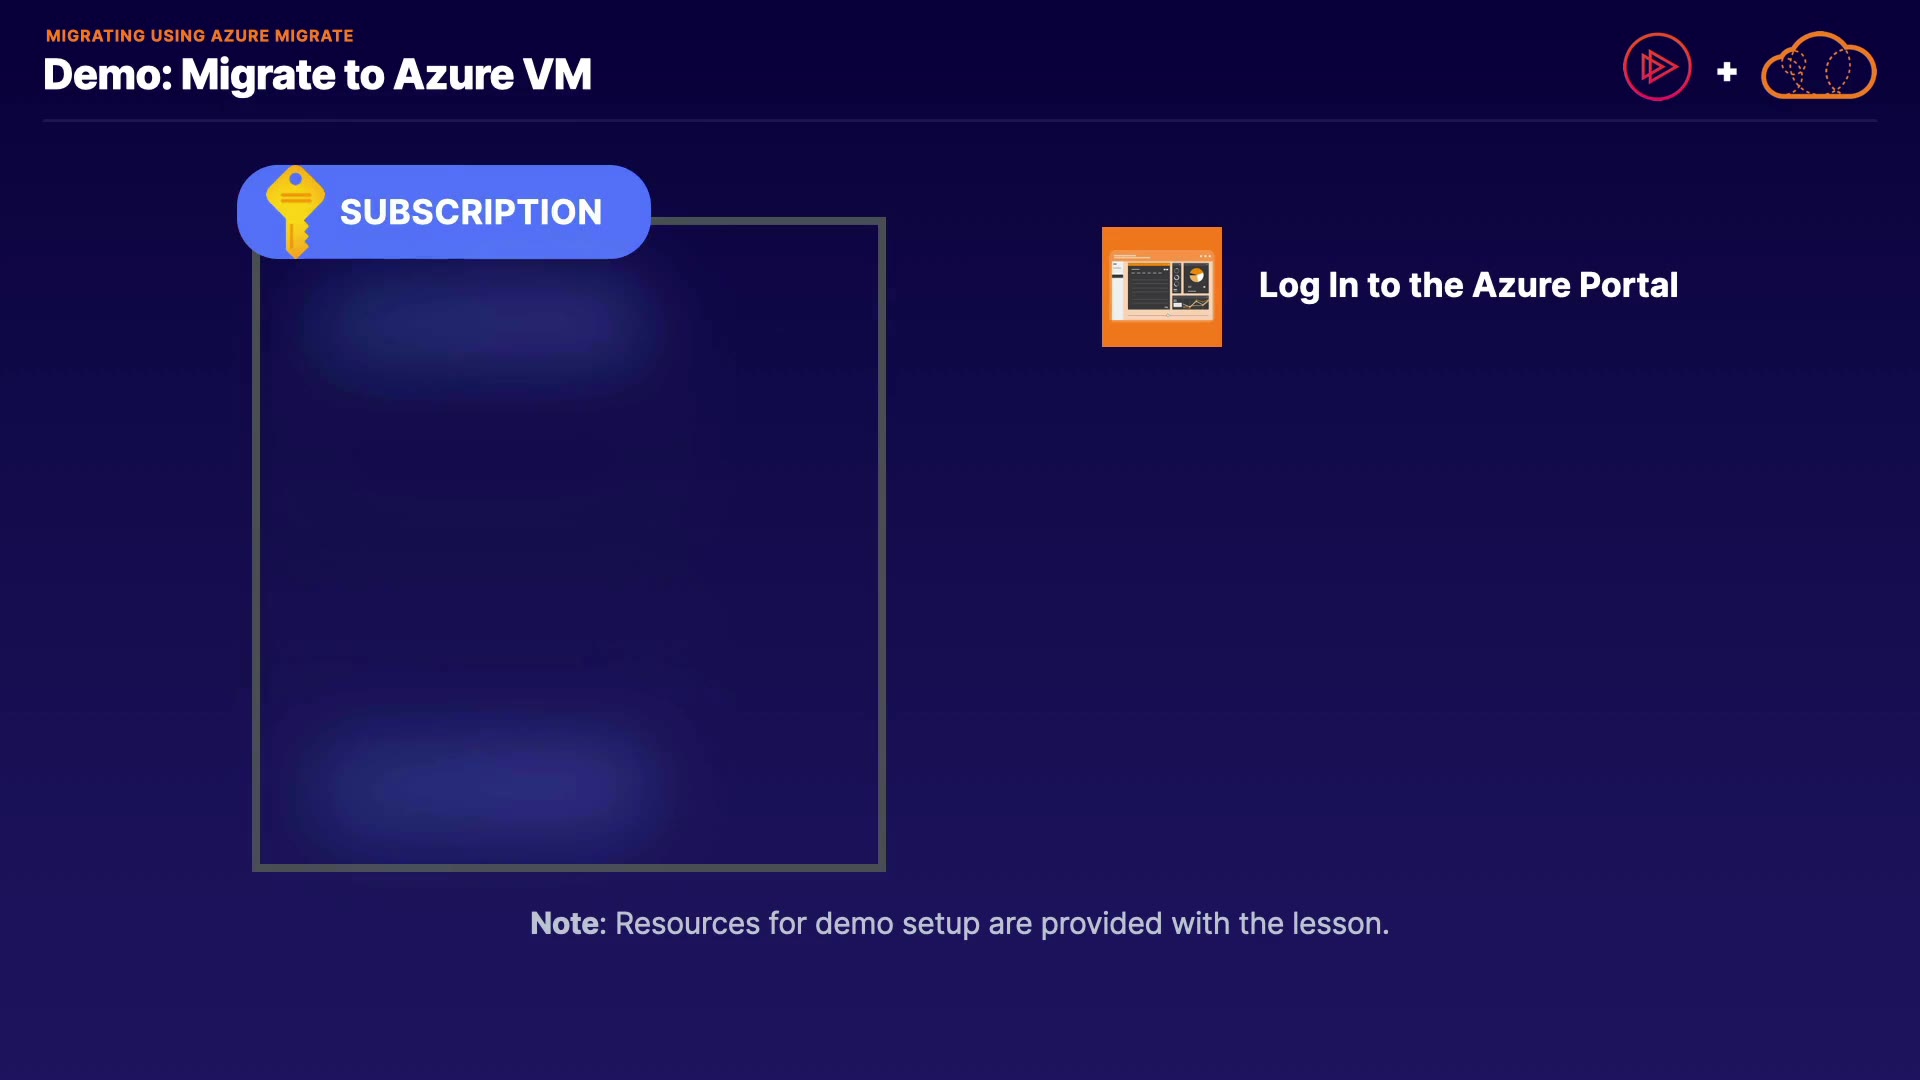 MIGRATING USING AZURE MIGRATE
Demo: Migrate to Azure VM
+
SUBSCRIPTION
Log In to the Azure Portal
Note: Resources for demo setup are provided with the lesson.